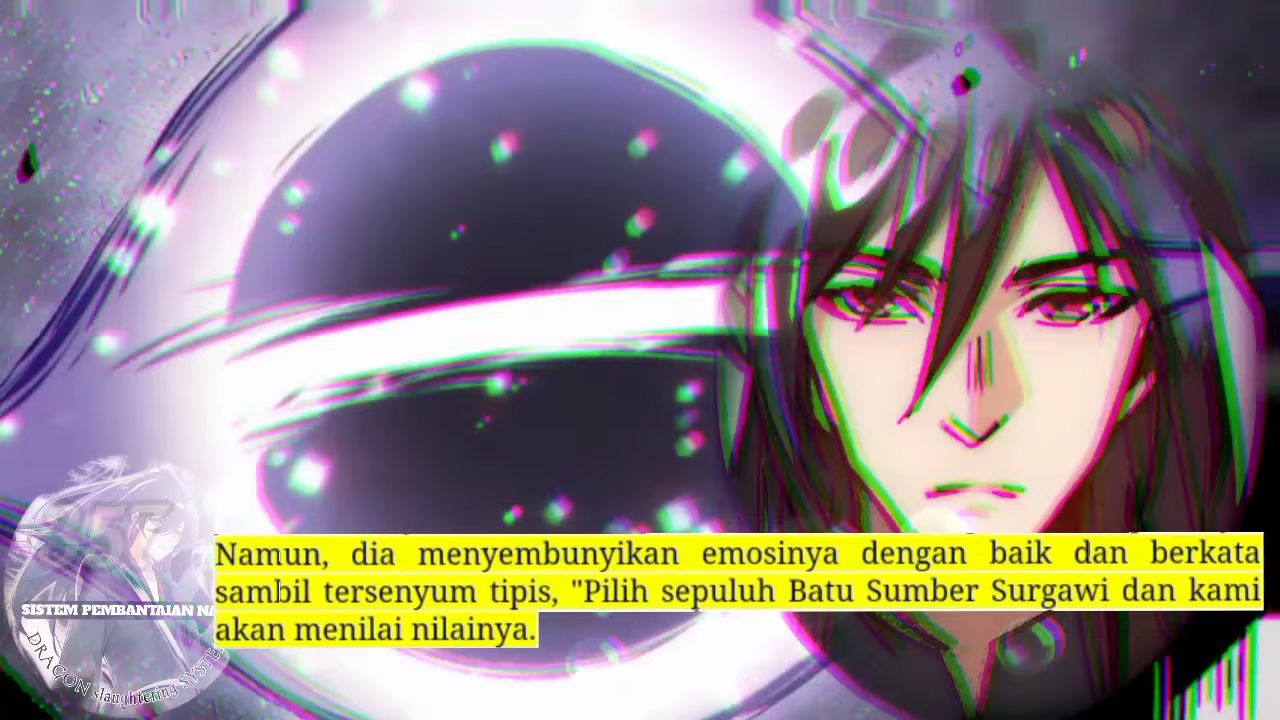 Namun, dia menyembunyikan emosinya dengan baik dan berkata
sambil tersenyum tipis, "Pilih sepuluh Batu Sumber Surgawi dan kami
akan menilai nilainya.
SISTEM PEMBANTAIAN NA
DRAGON slaughtering SYSTEM